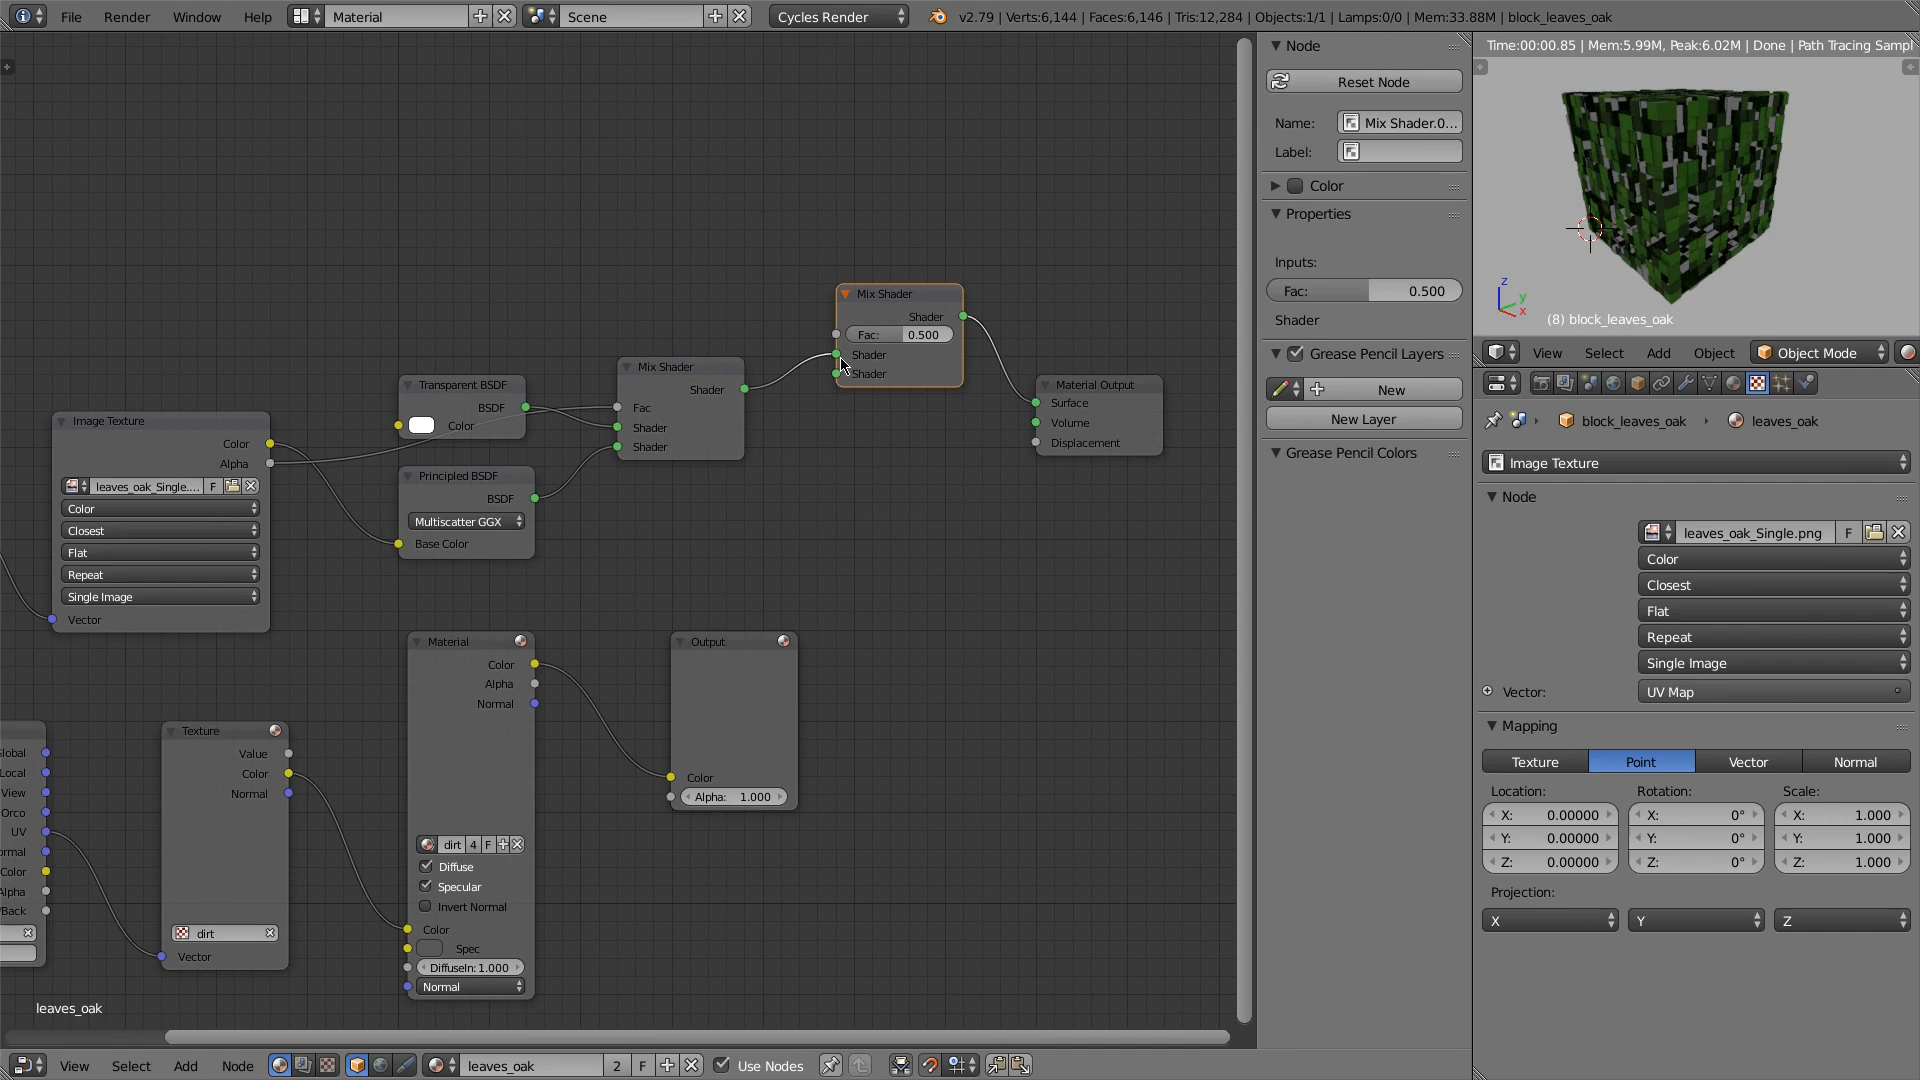 File Render Window Help Material Scene Cycles Render v2.79 | Verts:6,144 | Faces:6,146 | Tris:12,284 | Objects:1/1 | Lamps:0/0 | Mem:33.88M | block_leaves_oak
Time:00:00.85 | Mem:5.99M, Peak:6.02M | Done | Path Tracing Sampl
z
y
x
(8) block_leaves_oak
View Select Add Object Object Mode
Mix Shader
Shader
Fac: 0.500
Shader
Shader
Mix Shader
Shader
Fac
Shader
Shader
Transparent BSDF
BSDF
Color
Principled BSDF
BSDF
Multiscatter GGX
Base Color
Material Output
Surface
Volume
Displacement
Image Texture
Color
Alpha
leaves_oak_Single.... F
Color
Closest
Flat
Repeat
Single Image
Vector
Material
Color
Alpha
Normal
dirt 4 F
Diffuse
Specular
Invert Normal
Color
Spec
DiffuseIn: 1.000
Normal
Output
Color
Alpha: 1.000
Texture
Value
Color
Normal
dirt
Vector
Global
Local
View
Orco
UV
ormal
Color
Alpha
/Back
leaves_oak
View Select Add Node leaves_oak 2 F Use Nodes
Node
Reset Node
Name: Mix Shader.0...
Label:
Color
Properties
Inputs:
Fac: 0.500
Shader
Grease Pencil Layers
New
New Layer
Grease Pencil Colors
block_leaves_oak leaves_oak
Image Texture
Node
leaves_oak_Single.png F
Color
Closest
Flat
Repeat
Single Image
Vector: UV Map
Mapping
Texture Point Vector Normal
Location: Rotation: Scale:
X: 0.00000 X: 0° X: 1.000
Y: 0.00000 Y: 0° Y: 1.000
Z: 0.00000 Z: 0° Z: 1.000
Projection:
X Y Z